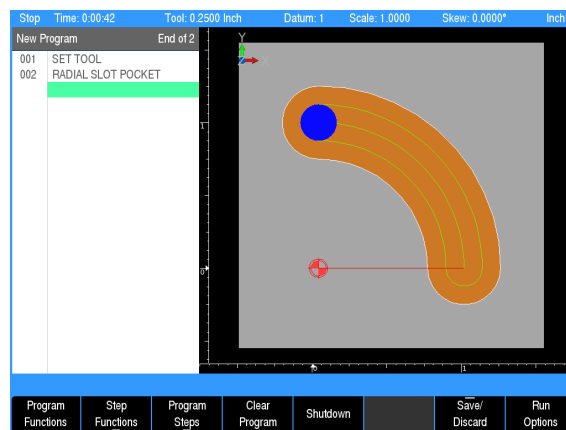 Stop Time: 0:00:42 Tool: 0.2500 Inch Datum: 1 Scale: 1.0000 Skew: 0.0000° Inch
New Program End of 2
001 SET TOOL
002 RADIAL SLOT POCKET
Y
1
0
0 1
Program Functions
Step Functions
Program Steps
Clear Program
Shutdown
Save/ Discard
Run Options